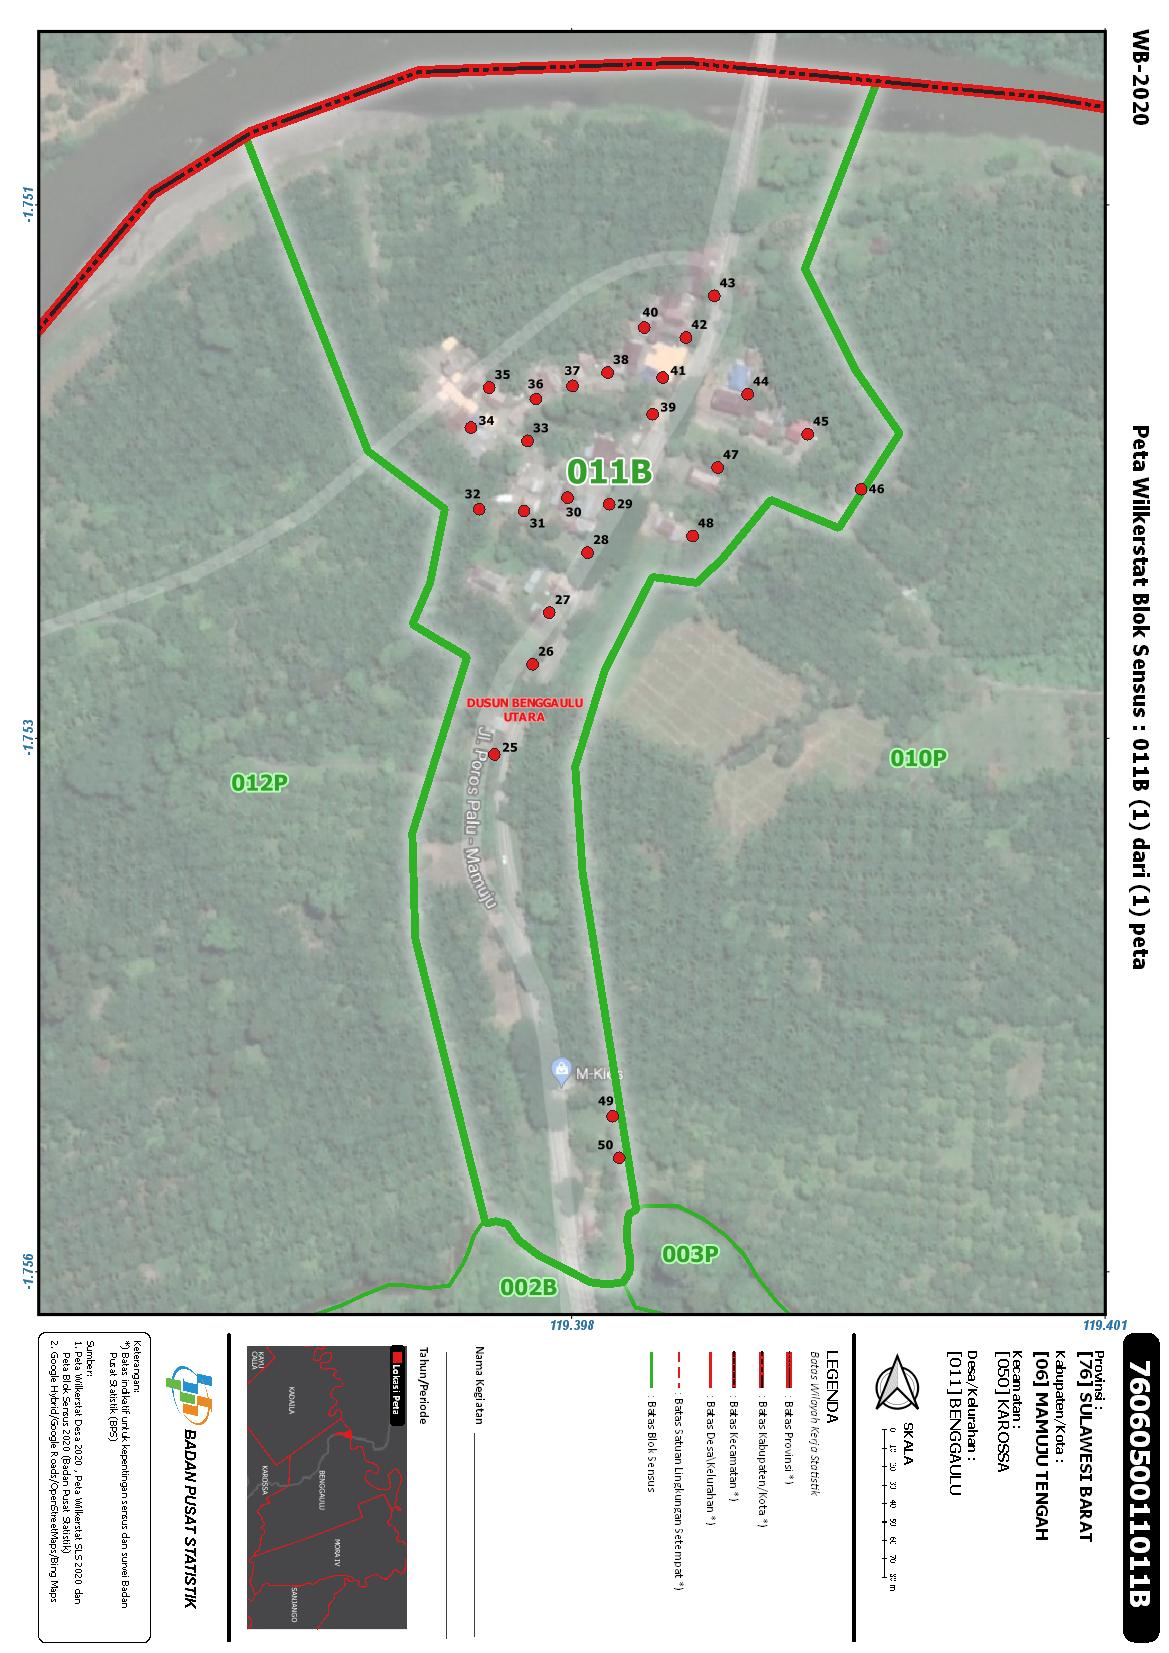 WB-2020
Peta Wilkerstat Blok Sensus : 011B (1) dari (1) peta
-1.751
-1.753
-1.756
119.398
119.401
43
40
42
38
41
37
35
36
44
39
34
33
45
011B
47
46
32
31
30
29
48
28
27
26
DUSUN BENGGAULU
UTARA
25
Jl. Poros Palu - Mamuju
012P
010P
M-Kios
49
50
003P
002B
7606050011011B
Provinsi :
[76] SULAWESI BARAT
Kabupaten/Kota :
[06] MAMUJU TENGAH
Kecamatan :
[050] KAROSSA
Desa/Kelurahan :
[011] BENGGAULU
SKALA
0 10 20 30 40 50 60 70 80 m
LEGENDA
Batas Wilayah Kerja Statistik
: Batas Provinsi *)
: Batas Kabupaten/Kota *)
: Batas Kecamatan *)
: Batas Desa\Kelurahan *)
: Batas Satuan Lingkungan Setempat *)
: Batas Blok Sensus
Nama Kegiatan
Tahun/Periode
Lokasi Peta
KAYU
CALLA
KADAILA
KAROSSA
BENGGAULU
MORA IV
SANJANGO
BADAN PUSAT STATISTIK
Keterangan:
*) Batas indikatif untuk kepentingan sensus dan survei Badan
Pusat Statistik (BPS)
Sumber:
1. Peta Wilkerstat Desa 2020 , Peta Wilkerstat SLS 2020 dan
Peta Blok Sensus 2020 (Badan Pusat Statistik)
2. Google Hybrid/Google Roads/OpenStreetMaps/Bing Maps